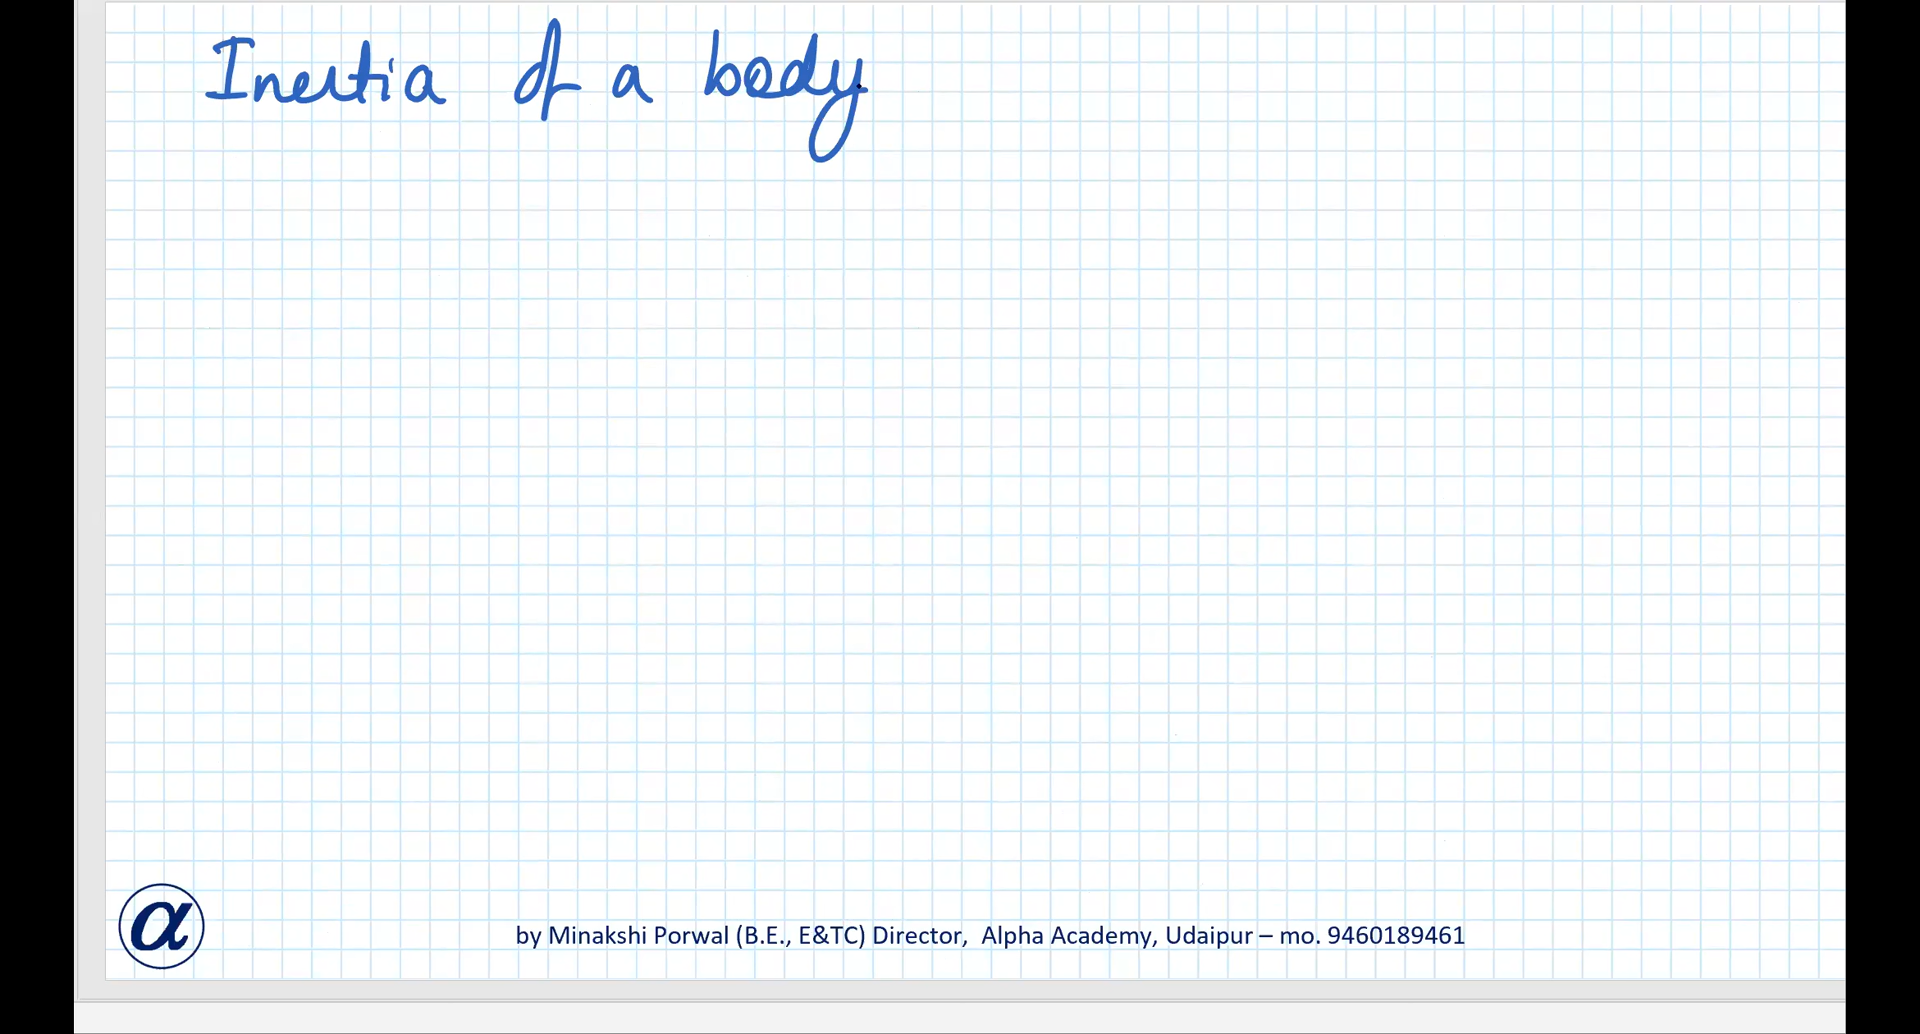 Inertia of a body
α
by Minakshi Porwal (B.E., E&TC) Director, Alpha Academy, Udaipur – mo. 9460189461